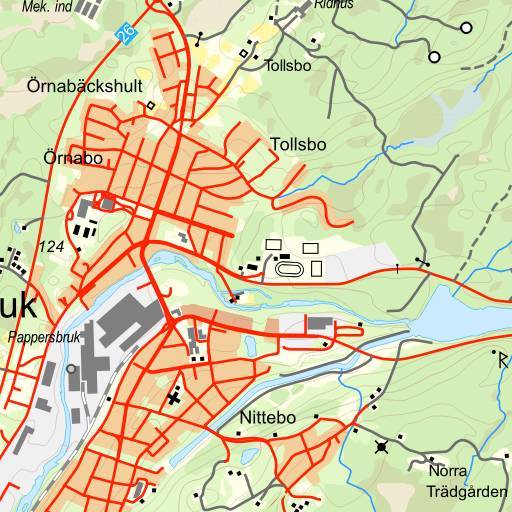 Mek. ind
Ridhus
26
Tollsbo
Örnabäckshult
Tollsbo
Örnabo
124
uk
Pappersbruk
Nittebo
R
Norra
Trädgården